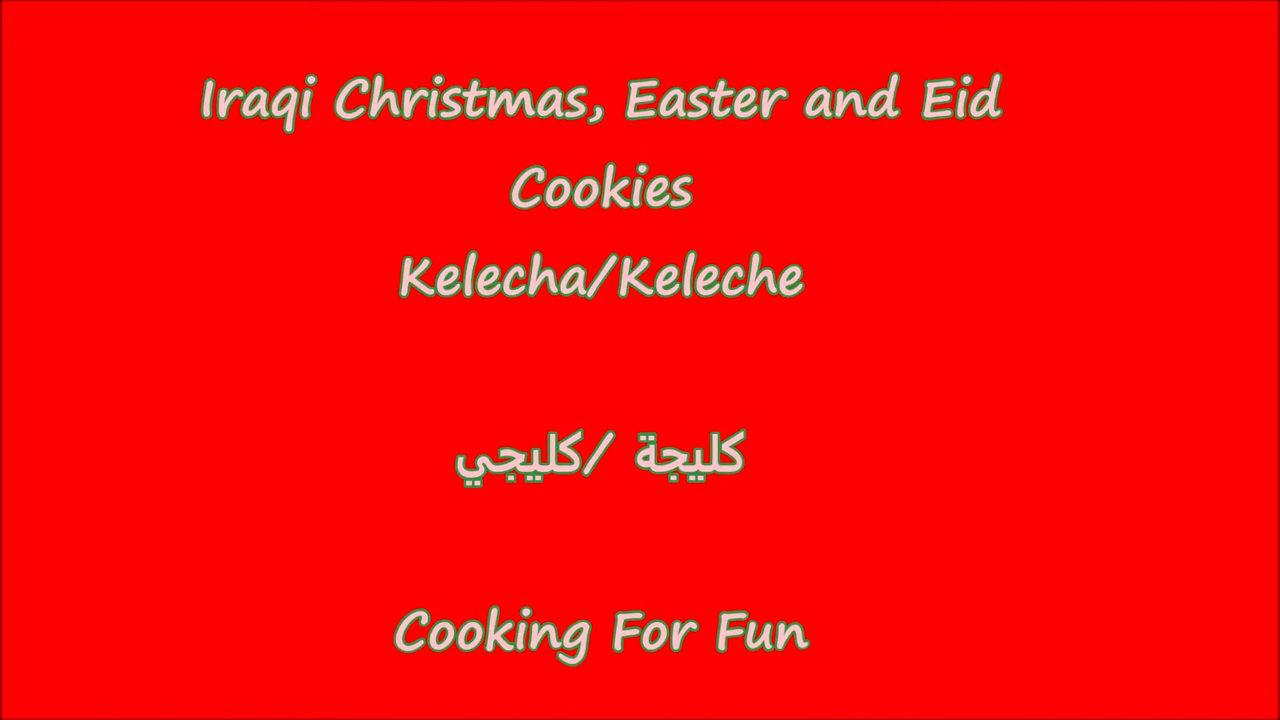 Iraqi Christmas, Easter and Eid
Cookies
Kelecha/Keleche
كليجة /كليجي
Cooking For Fun